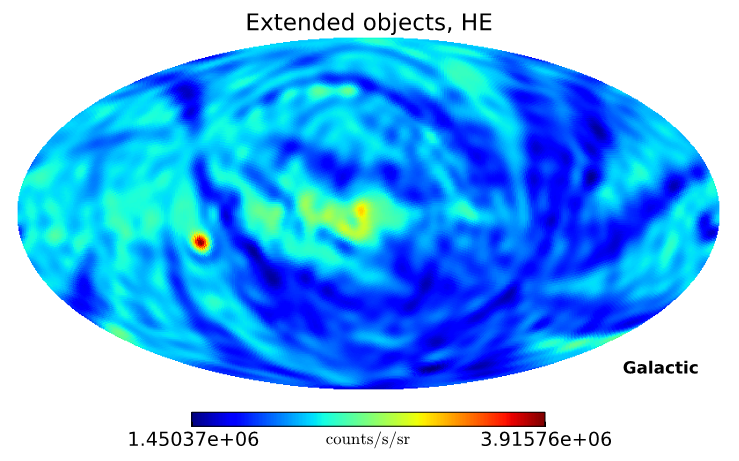 Extended objects, HE
Galactic
1.45037e+06 counts/s/sr 3.91576e+06